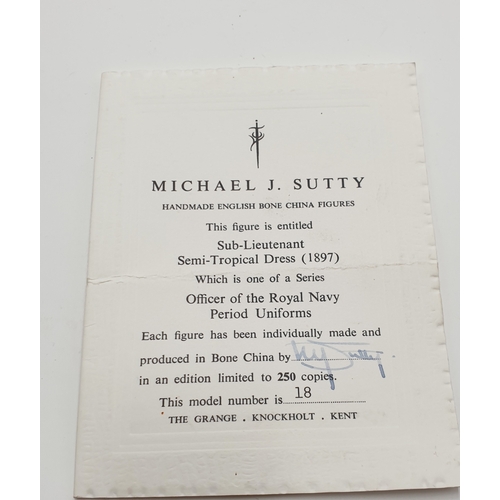 MICHAEL J. SUTTY
HANDMADE ENGLISH BONE CHINA FIGURES
This figure is entitled
Sub-Lieutenant
Semi-Tropical Dress (1897)
Which is one of a Series
Officer of the Royal Navy
Period Uniforms
Each figure has been individually made and
produced in Bone China by MJ Sutty.
in an edition limited to 250 copies.
This model number is 18
THE GRANGE . KNOCKHOLT . KENT